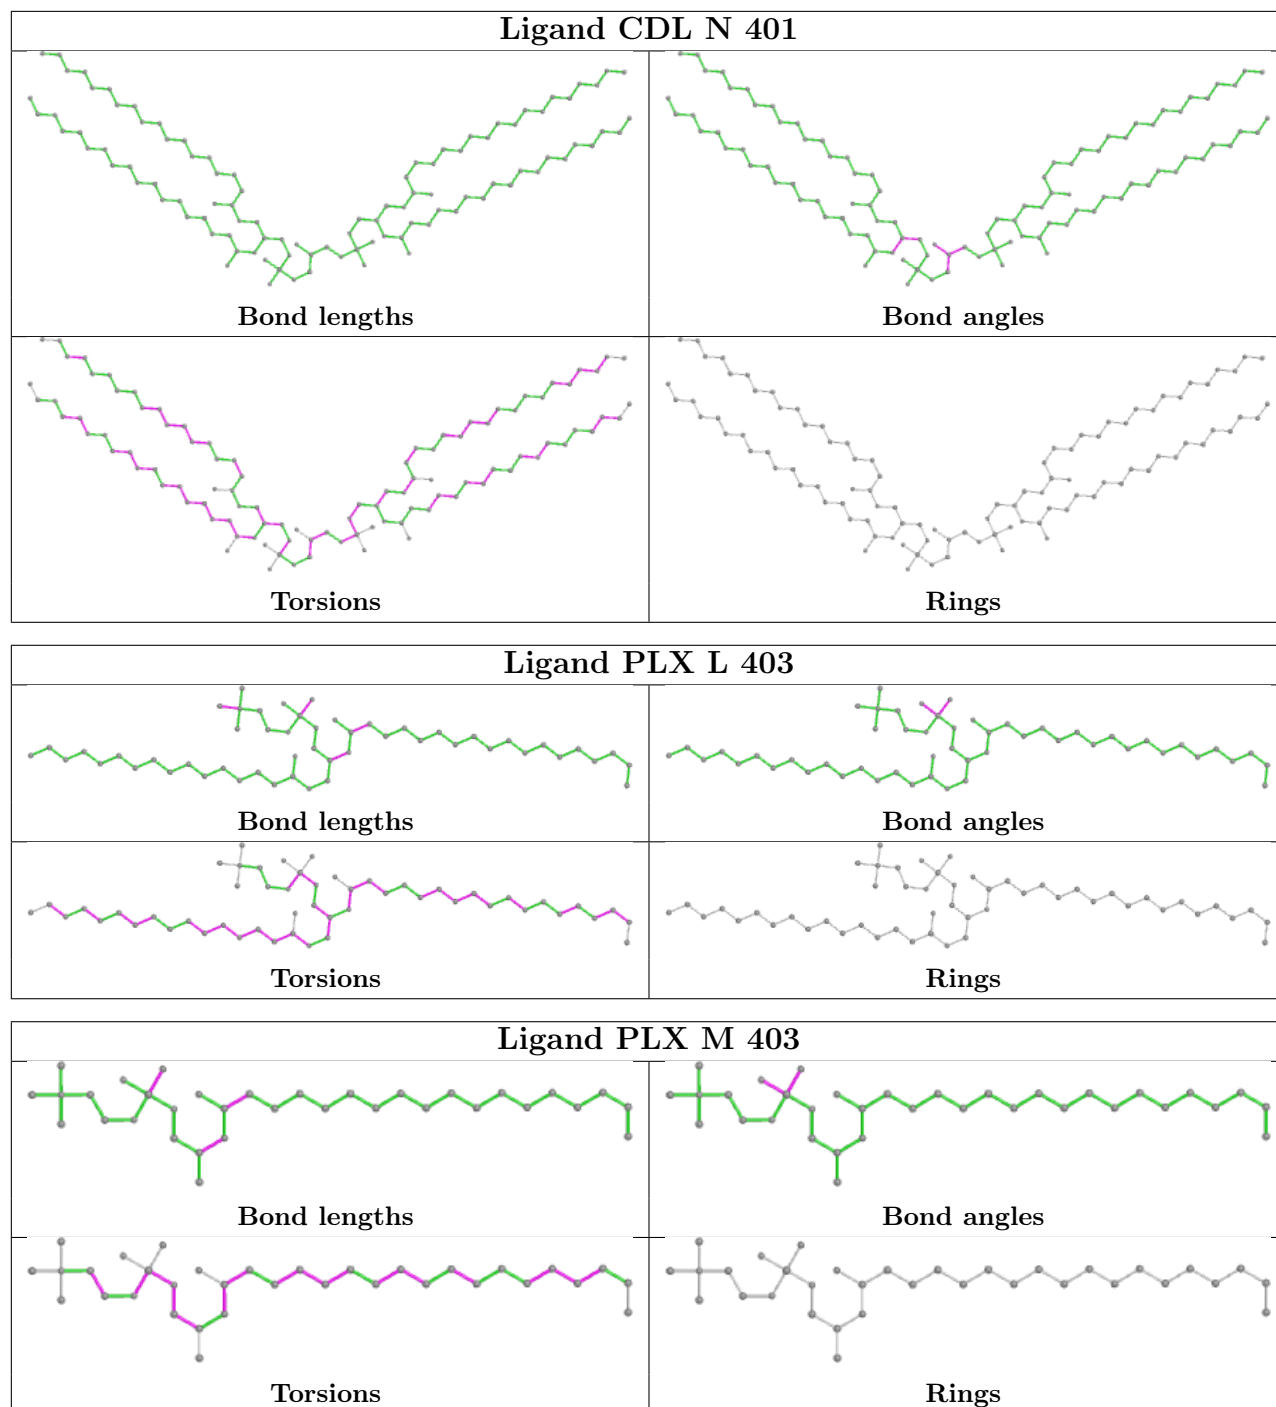 Ligand CDL N 401
Bond lengths
Bond angles
Torsions
Rings
Ligand PLX L 403
Bond lengths
Bond angles
Torsions
Rings
Ligand PLX M 403
Bond lengths
Bond angles
Torsions
Rings